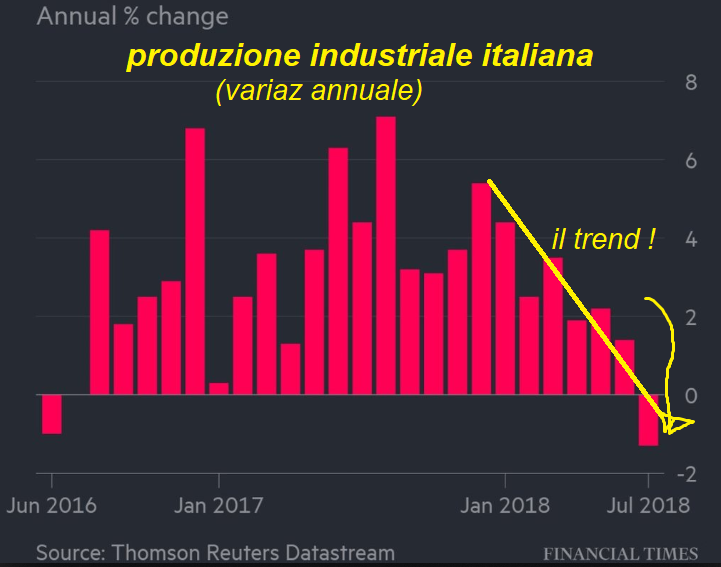 Annual % change
produzione industriale italiana
(variaz annuale)
8
6
il trend !
4
2
0
-2
Jun 2016 Jan 2017 Jan 2018 Jul 2018
Source: Thomson Reuters Datastream FINANCIAL TIMES